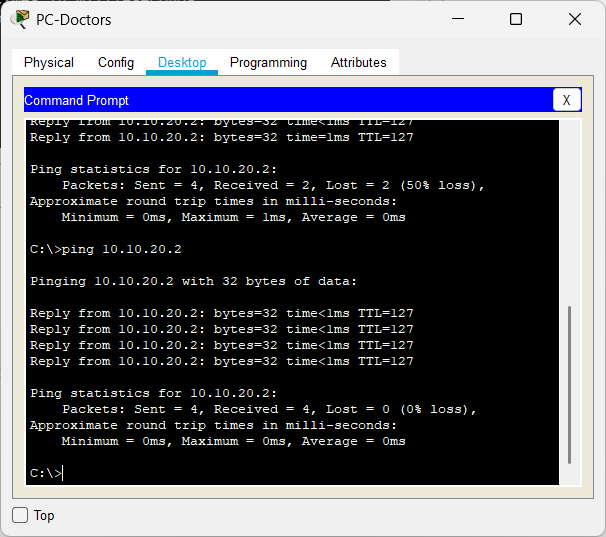 PC-Doctors
Physical Config Desktop Programming Attributes
Command Prompt X
Reply from 10.10.20.2: bytes=32 time<1ms TTL=127
Reply from 10.10.20.2: bytes=32 time=1ms TTL=127
Ping statistics for 10.10.20.2:
Packets: Sent = 4, Received = 2, Lost = 2 (50% loss),
Approximate round trip times in milli-seconds:
Minimum = 0ms, Maximum = 1ms, Average = 0ms
C:\>ping 10.10.20.2
Pinging 10.10.20.2 with 32 bytes of data:
Reply from 10.10.20.2: bytes=32 time<1ms TTL=127
Reply from 10.10.20.2: bytes=32 time<1ms TTL=127
Reply from 10.10.20.2: bytes=32 time<1ms TTL=127
Reply from 10.10.20.2: bytes=32 time<1ms TTL=127
Ping statistics for 10.10.20.2:
Packets: Sent = 4, Received = 4, Lost = 0 (0% loss),
Approximate round trip times in milli-seconds:
Minimum = 0ms, Maximum = 0ms, Average = 0ms
C:\>
Top